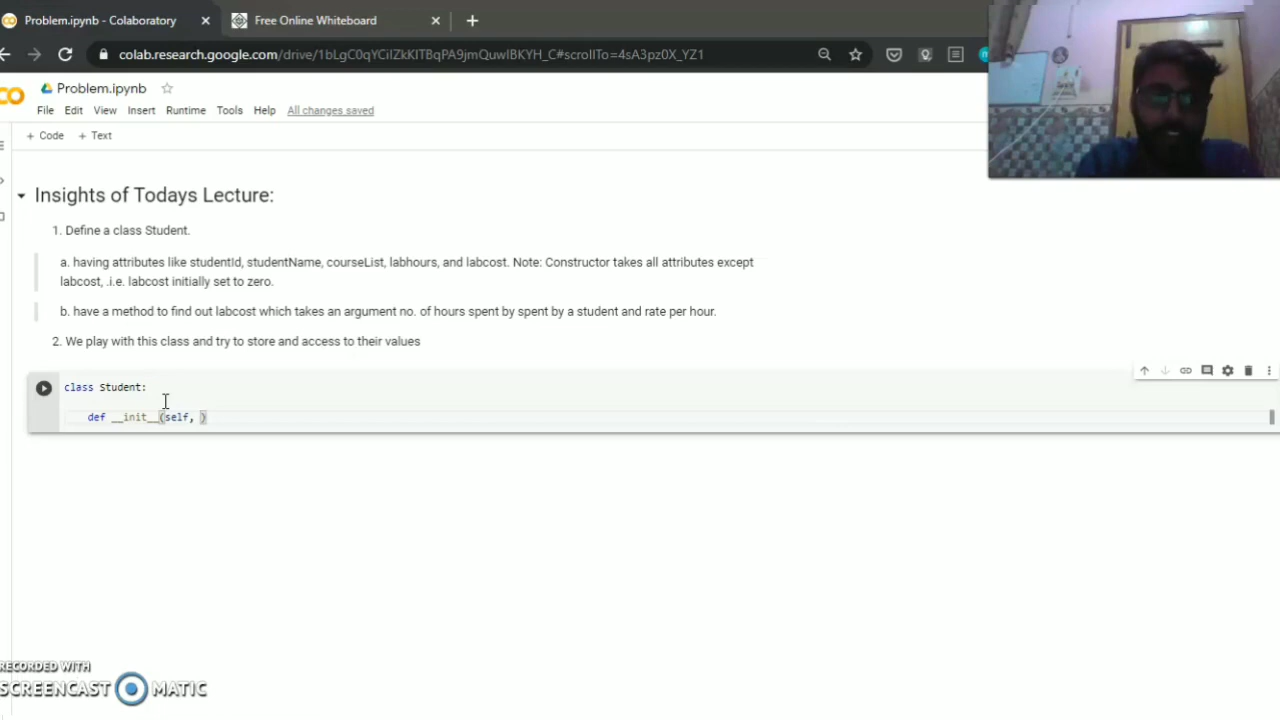 Problem.ipynb - Colaboratory
Free Online Whiteboard
colab.research.google.com/drive/1bLgC0qYCilZkKITBqPA9jmQuwIBKYH_C#scrollTo=4sA3pz0X_YZ1
CO
Problem.ipynb
File Edit View Insert Runtime Tools Help All changes saved
+ Code + Text
Insights of Todays Lecture:
1. Define a class Student.
a. having attributes like studentId, studentName, courseList, labhours, and labcost. Note: Constructor takes all attributes except
labcost, .i.e. labcost initially set to zero.
b. have a method to find out labcost which takes an argument no. of hours spent by spent by a student and rate per hour.
2. We play with this class and try to store and access to their values
class Student:
def __init__(self, )
RECORDED WITH
SCREENCAST MATIC